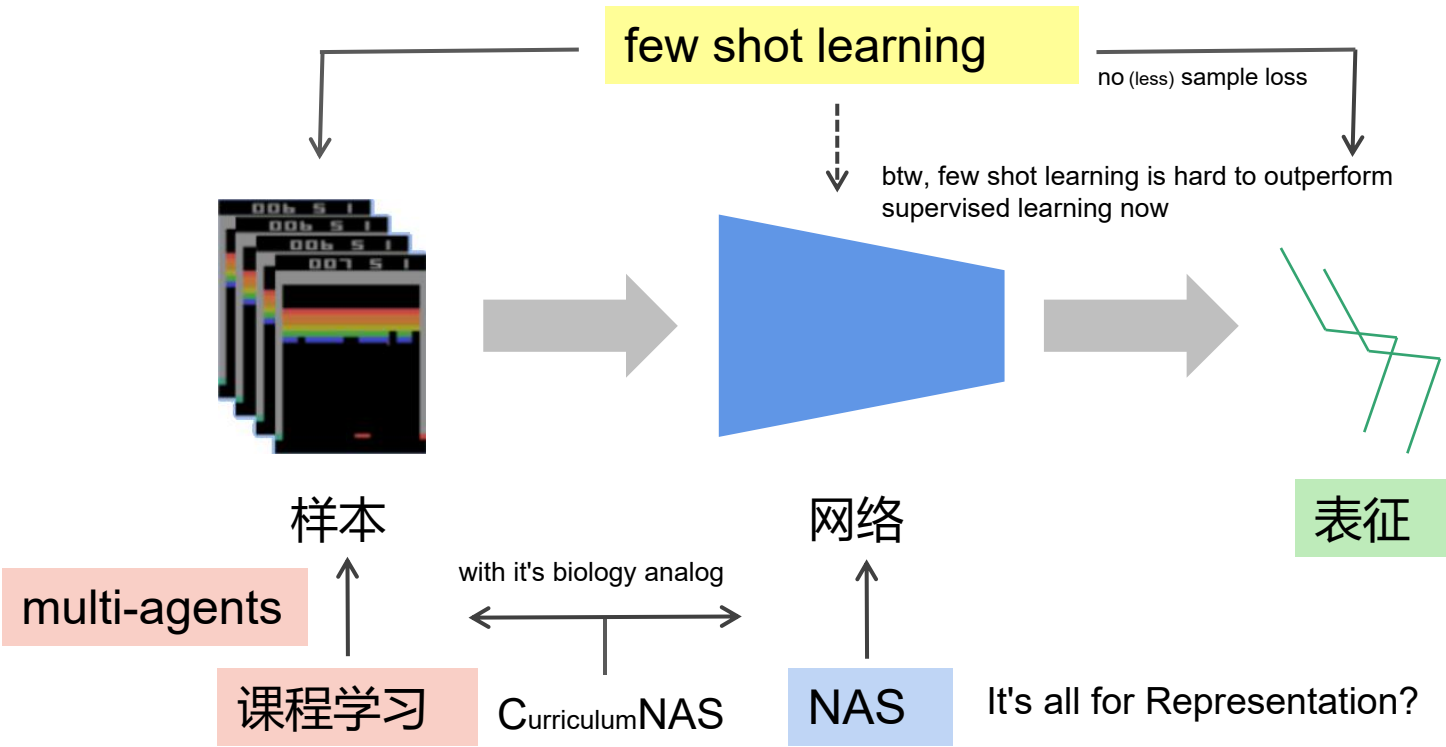 few shot learning
no (less) sample loss
btw, few shot learning is hard to outperform
supervised learning now
样本
网络
表征
multi-agents
with it's biology analog
课程学习
CurriculumNAS
NAS
It's all for Representation?